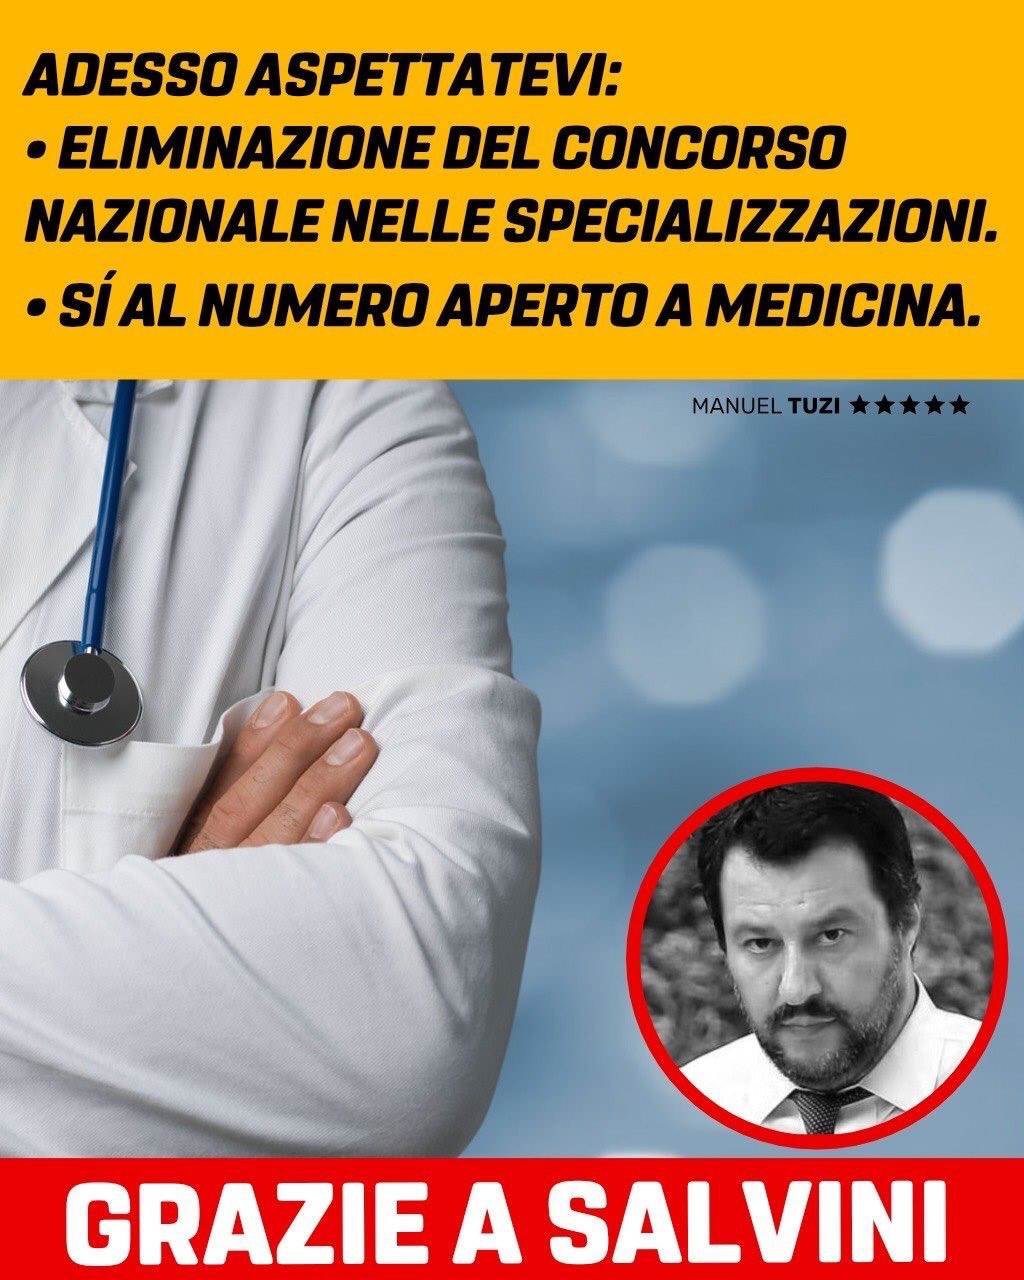 ADESSO ASPETTATEVI:
• ELIMINAZIONE DEL CONCORSO
NAZIONALE NELLE SPECIALIZZAZIONI.
• SÍ AL NUMERO APERTO A MEDICINA.
MANUEL TUZI ★★★★★
GRAZIE A SALVINI